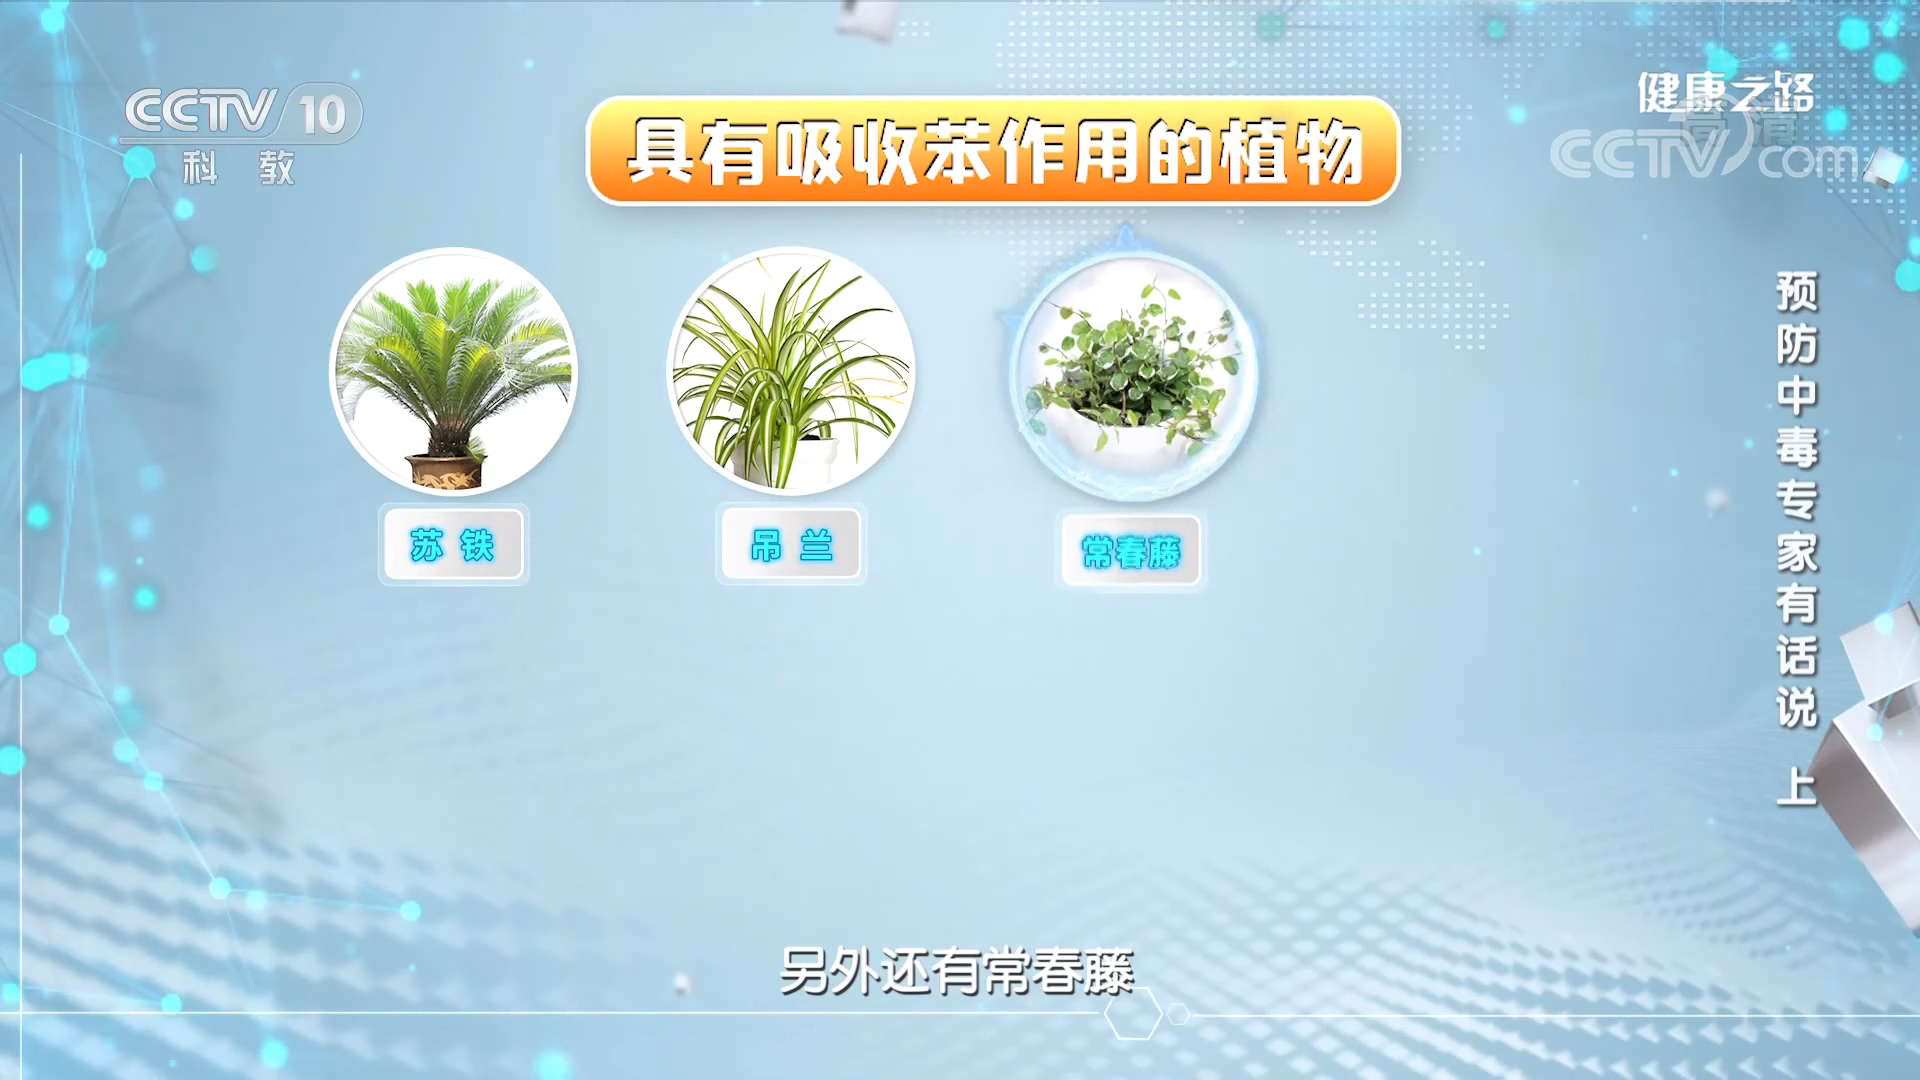 CCTV 10
科教
健康之路
高清
CCTV.com
具有吸收苯作用的植物
苏铁
吊兰
常春藤
预防中毒专家有话说 上
另外还有常春藤